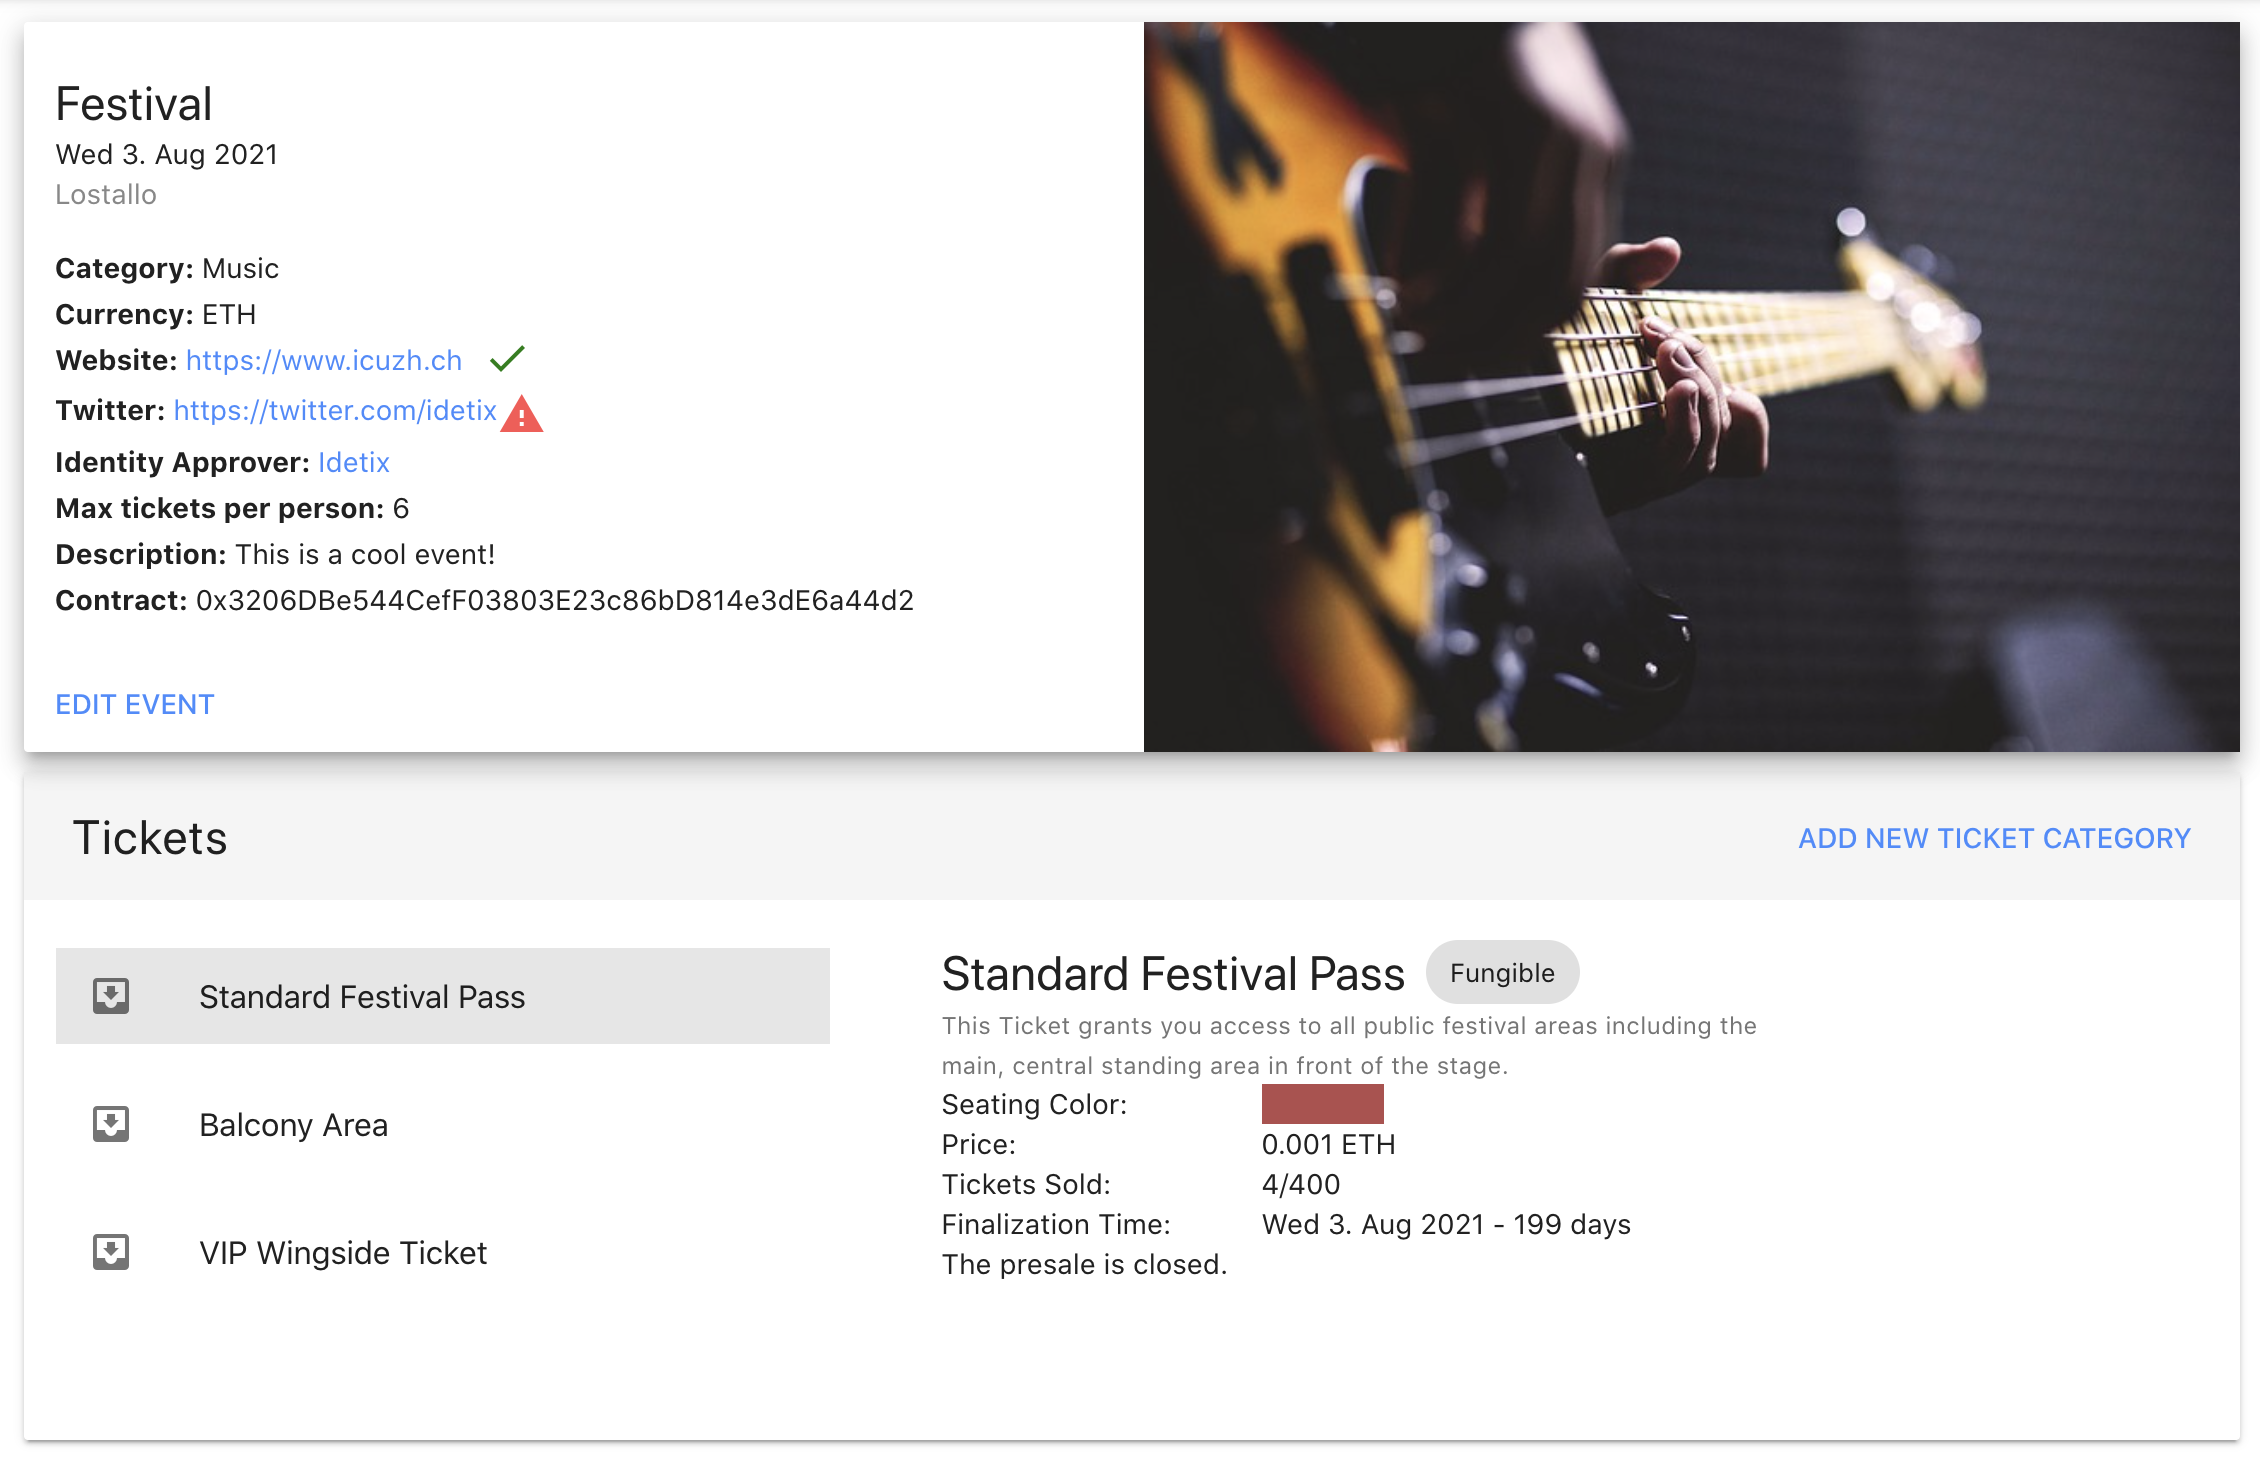 Festival
Wed 3. Aug 2021
Lostallo
Category: Music
Currency: ETH
Website: https://www.icuzh.ch
Twitter: https://twitter.com/idetix
Identity Approver: Idetix
Max tickets per person: 6
Description: This is a cool event!
Contract: 0x3206DBe544CefF03803E23c86bD814e3dE6a44d2
EDIT EVENT
Tickets
ADD NEW TICKET CATEGORY
Standard Festival Pass
Balcony Area
VIP Wingside Ticket
Standard Festival Pass Fungible
This Ticket grants you access to all public festival areas including the
main, central standing area in front of the stage.
Seating Color:
Price: 0.001 ETH
Tickets Sold: 4/400
Finalization Time: Wed 3. Aug 2021 - 199 days
The presale is closed.